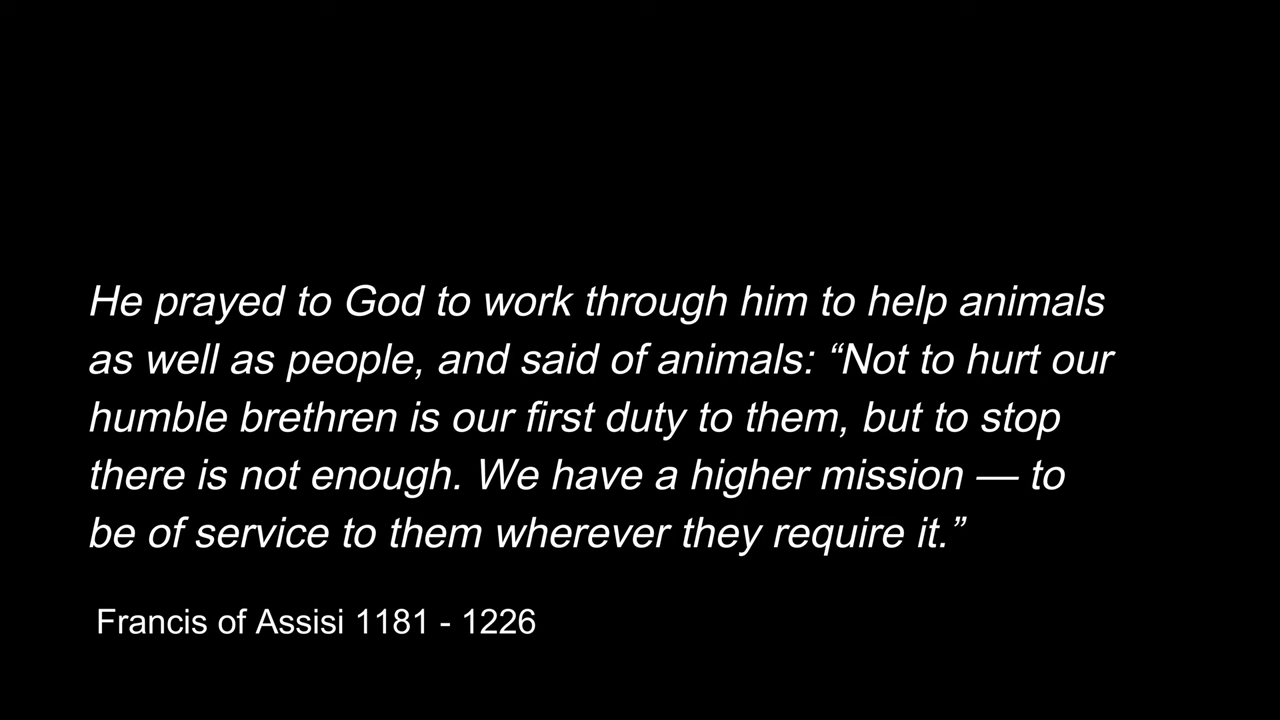 He prayed to God to work through him to help animals
as well as people, and said of animals: “Not to hurt our
humble brethren is our first duty to them, but to stop
there is not enough. We have a higher mission — to
be of service to them wherever they require it.”
Francis of Assisi 1181 - 1226